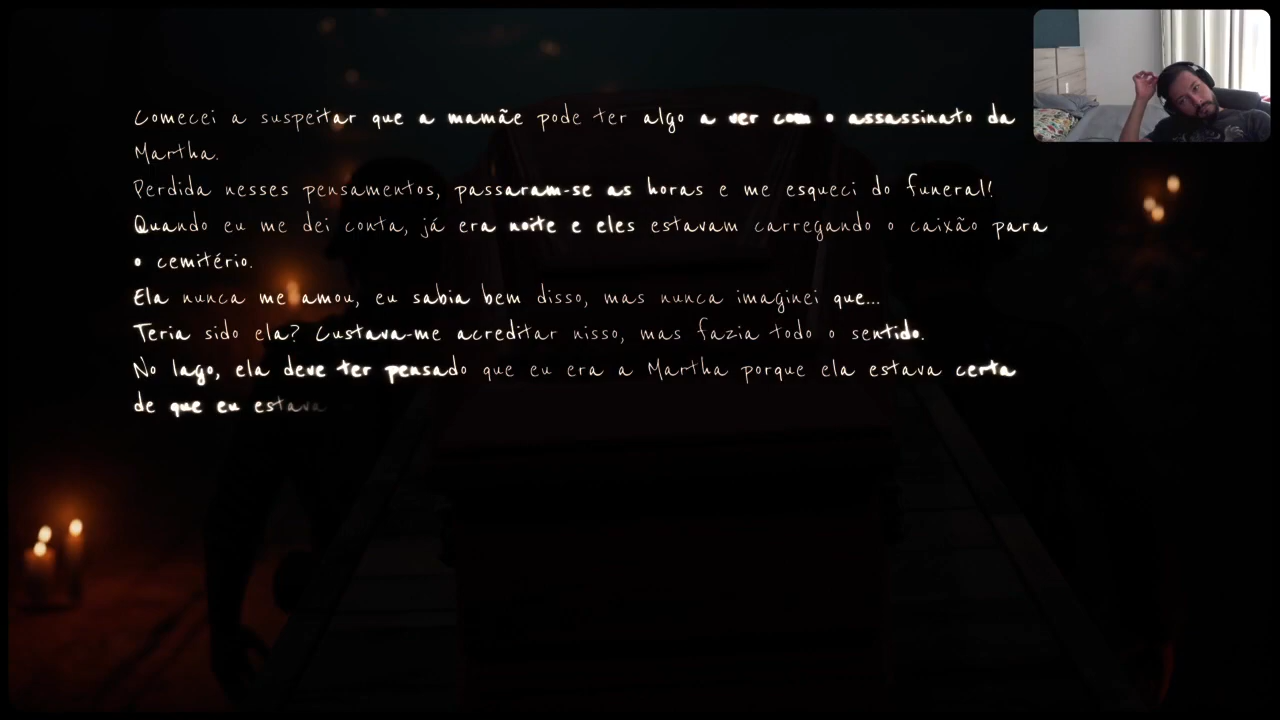 Comecei a suspeitar que a mamãe pode ter algo a ver com o assassinato da
Martha.
Perdida nesses pensamentos, passaram-se as horas e me esqueci do funeral!
Quando eu me dei conta, já era noite e eles estavam carregando o caixão para
o cemitério.
Ela nunca me amou, eu sabia bem disso, mas nunca imaginei que...
Teria sido ela? Custava-me acreditar nisso, mas fazia todo o sentido.
No lago, ela deve ter pensado que eu era a Martha porque ela estava certa
de que eu estava